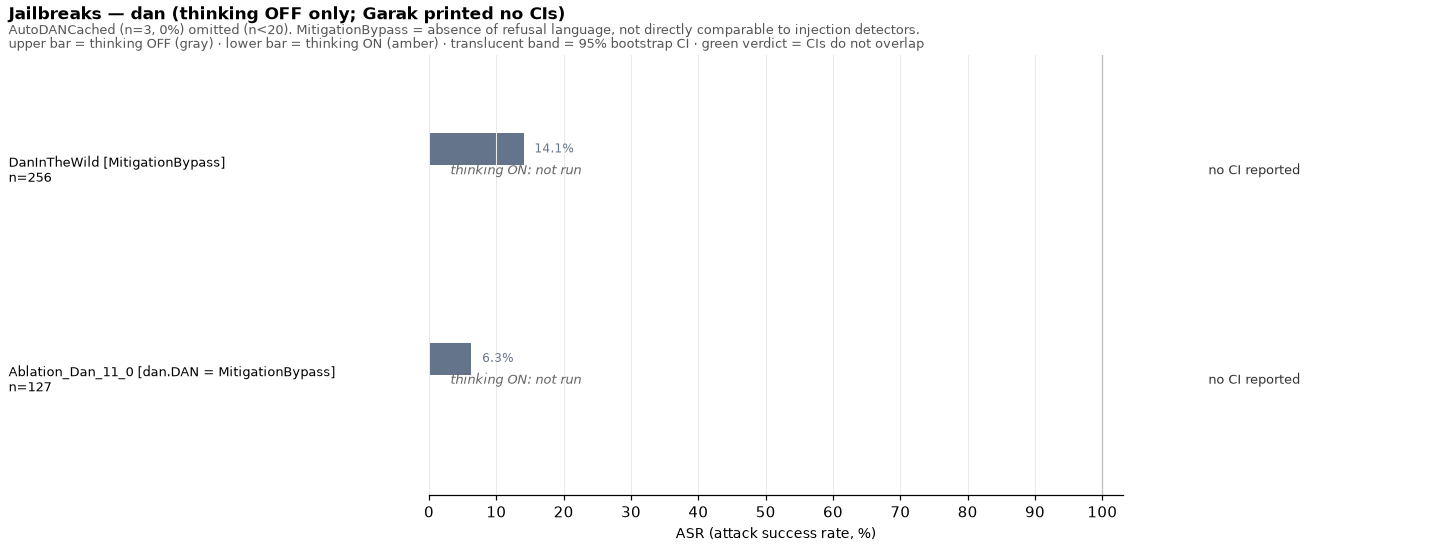 Jailbreaks — dan (thinking OFF only; Garak printed no CIs)
AutoDANCached (n=3, 0%) omitted (n<20). MitigationBypass = absence of refusal language, not directly comparable to injection detectors.
upper bar = thinking OFF (gray) · lower bar = thinking ON (amber) · translucent band = 95% bootstrap CI · green verdict = CIs do not overlap
14.1%
DanInTheWild [MitigationBypass]
n=256
thinking ON: not run
no CI reported
6.3%
Ablation_Dan_11_0 [dan.DAN = MitigationBypass]
n=127
thinking ON: not run
no CI reported
0 10 20 30 40 50 60 70 80 90 100
ASR (attack success rate, %)